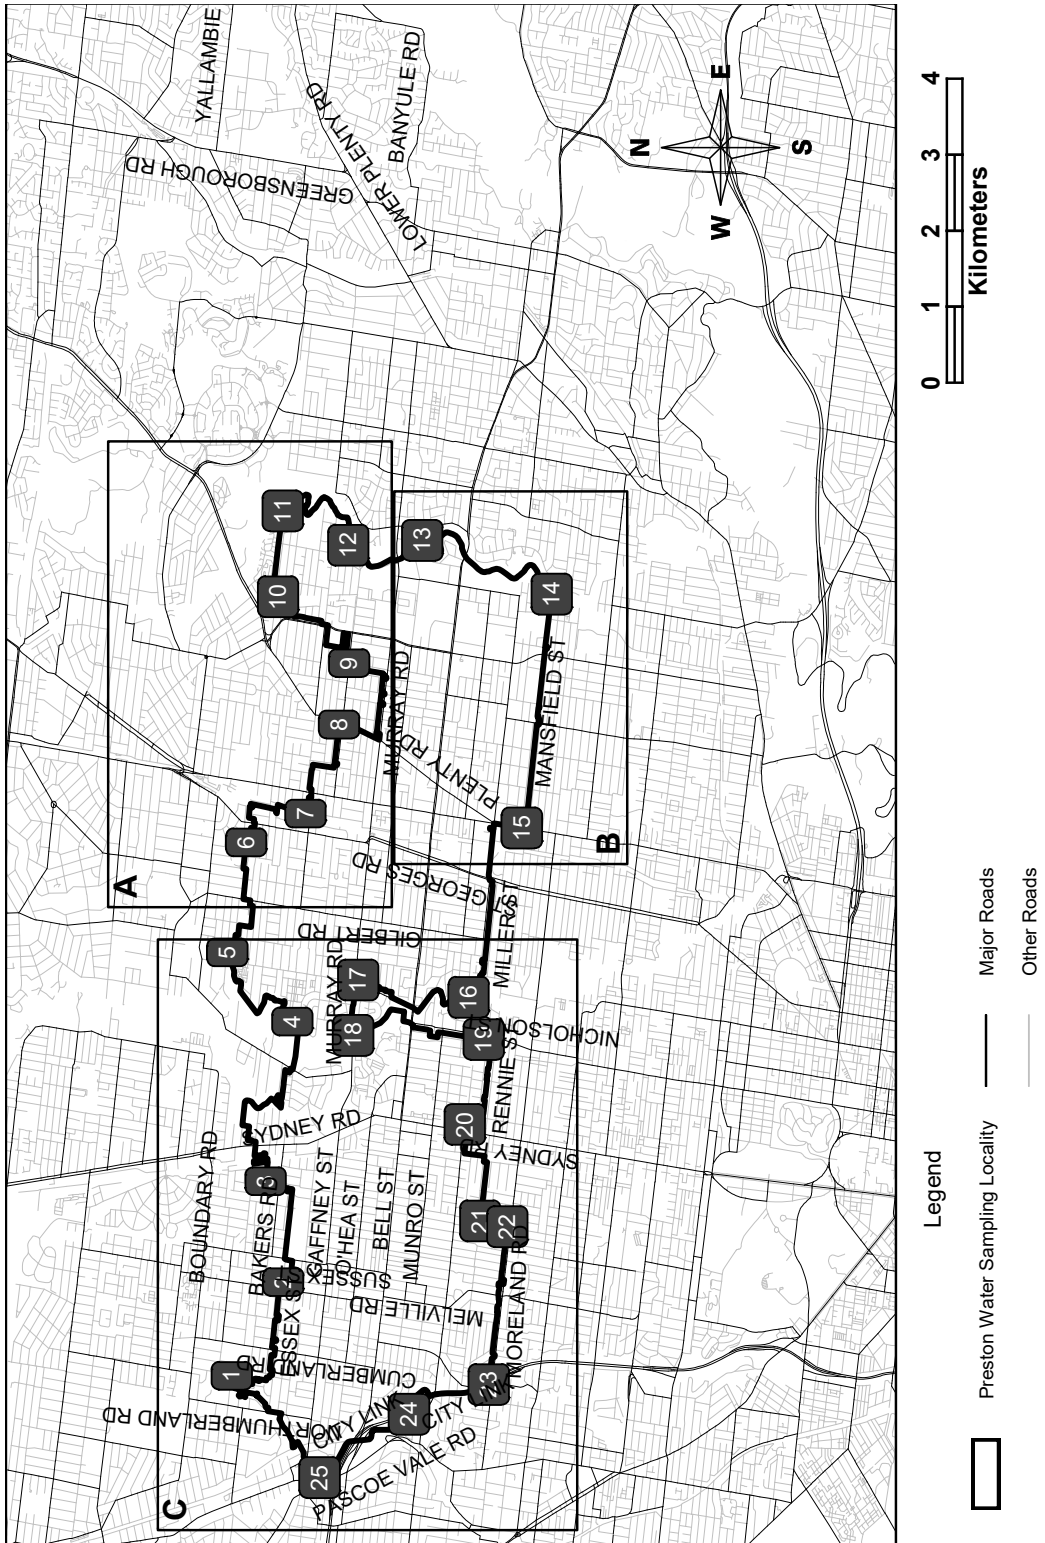 YALLAMBIE
GREENSBOROUGH RD
LOWER PLENTY RD
BANYULE RD
A
11
10
12
9
8
7
6
MURRAY RD
13
14
MANSFIELD ST
PLENTY RD
15
B
ST GEORGES RD
GILBERT RD
5
4
MURRAY RD
17
18
16
MILLER ST
NICHOLSON ST
19
RENNIE ST
20
SYDNEY RD
SYDNEY RD
BOUNDARY RD
3
BAKERS RD
GAFFNEY ST
O'HEA ST
BELL ST
MUNRO ST
21
22
2
SUSSEX ST
ESSEX ST
MELVILLE RD
MORELAND RD
1
CUMBERLAND RD
NORTHUMBERLAND RD
CITY LINK
CITY LINK
23
24
25
PASCOE VALE RD
C
N
E
S
W
0 1 2 3 4
Kilometers
Legend
Preston Water Sampling Locality
Major Roads
Other Roads